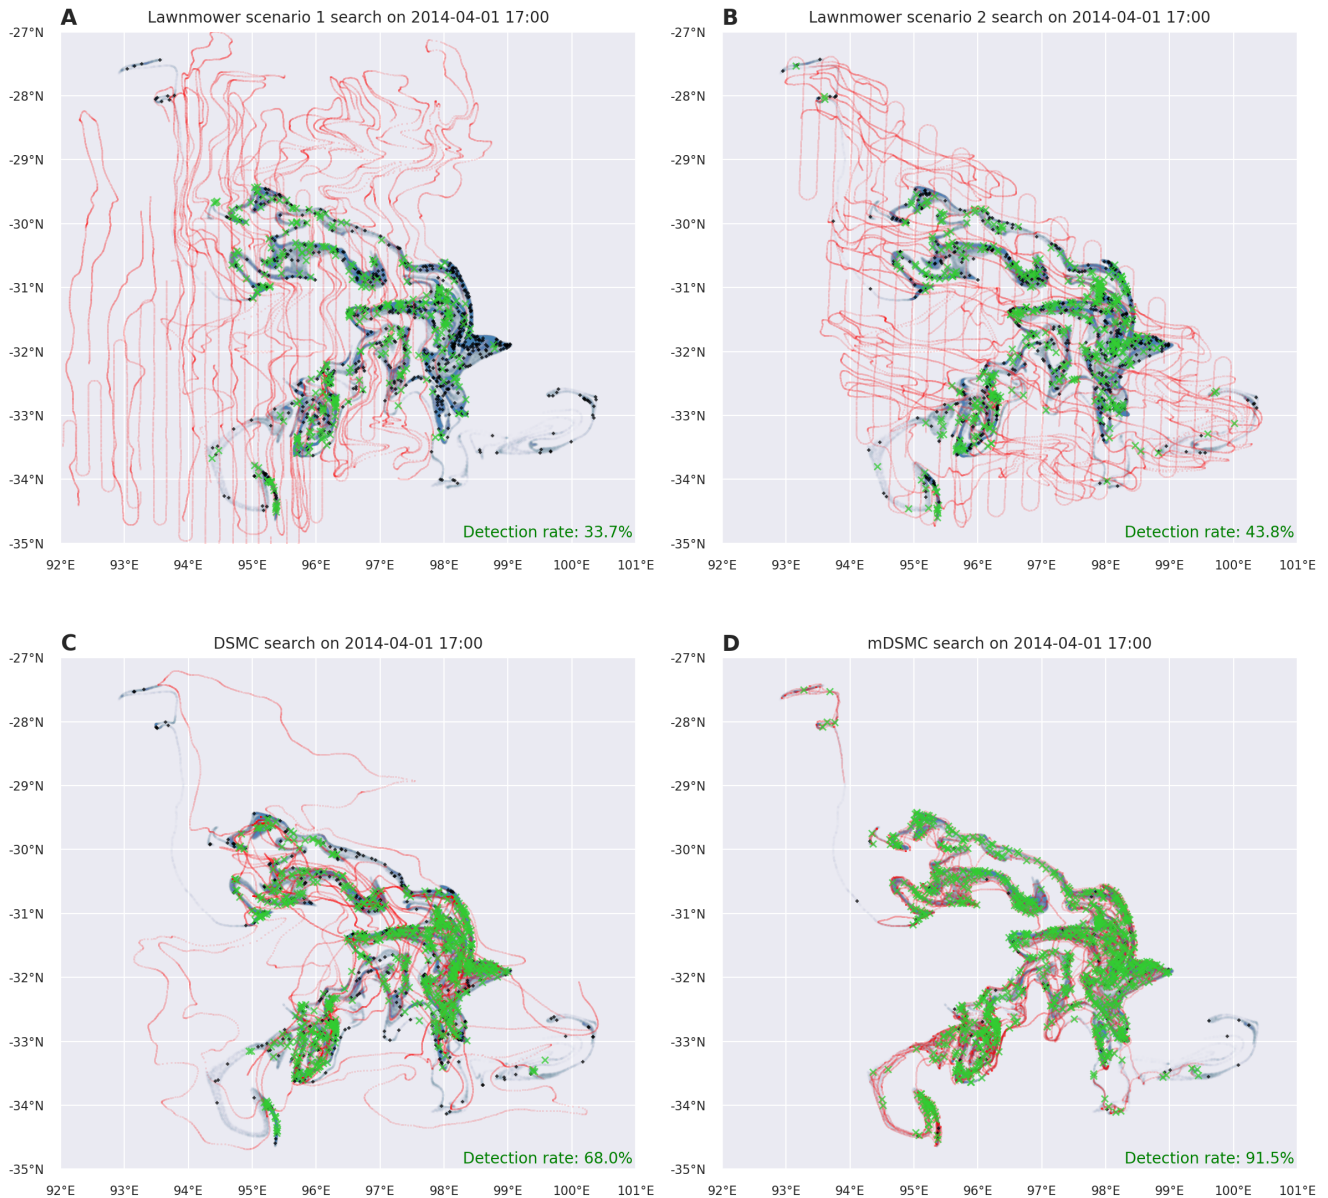 A Lawnmower scenario 1 search on 2014-04-01 17:00
-27°N
-28°N
-29°N
-30°N
-31°N
-32°N
-33°N
-34°N
-35°N
Detection rate: 33.7%
92°E 93°E 94°E 95°E 96°E 97°E 98°E 99°E 100°E 101°E
B Lawnmower scenario 2 search on 2014-04-01 17:00
-27°N
-28°N
-29°N
-30°N
-31°N
-32°N
-33°N
-34°N
-35°N
Detection rate: 43.8%
92°E 93°E 94°E 95°E 96°E 97°E 98°E 99°E 100°E 101°E
C DSMC search on 2014-04-01 17:00
-27°N
-28°N
-29°N
-30°N
-31°N
-32°N
-33°N
-34°N
-35°N
Detection rate: 68.0%
92°E 93°E 94°E 95°E 96°E 97°E 98°E 99°E 100°E 101°E
D mDSMC search on 2014-04-01 17:00
-27°N
-28°N
-29°N
-30°N
-31°N
-32°N
-33°N
-34°N
-35°N
Detection rate: 91.5%
92°E 93°E 94°E 95°E 96°E 97°E 98°E 99°E 100°E 101°E